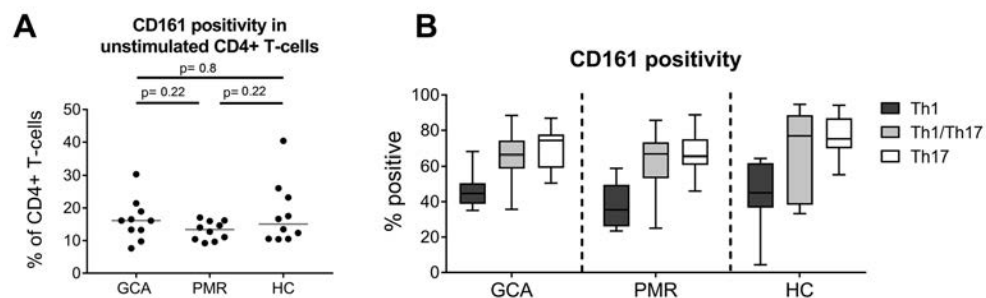 A
CD161 positivity in
unstimulated CD4+ T-cells
p= 0.8
p= 0.22 p= 0.22
% of CD4+ T-cells
50
40
30
20
10
0
GCA PMR HC
B
CD161 positivity
% positive
100
80
60
40
20
0
GCA PMR HC
Th1
Th1/Th17
Th17